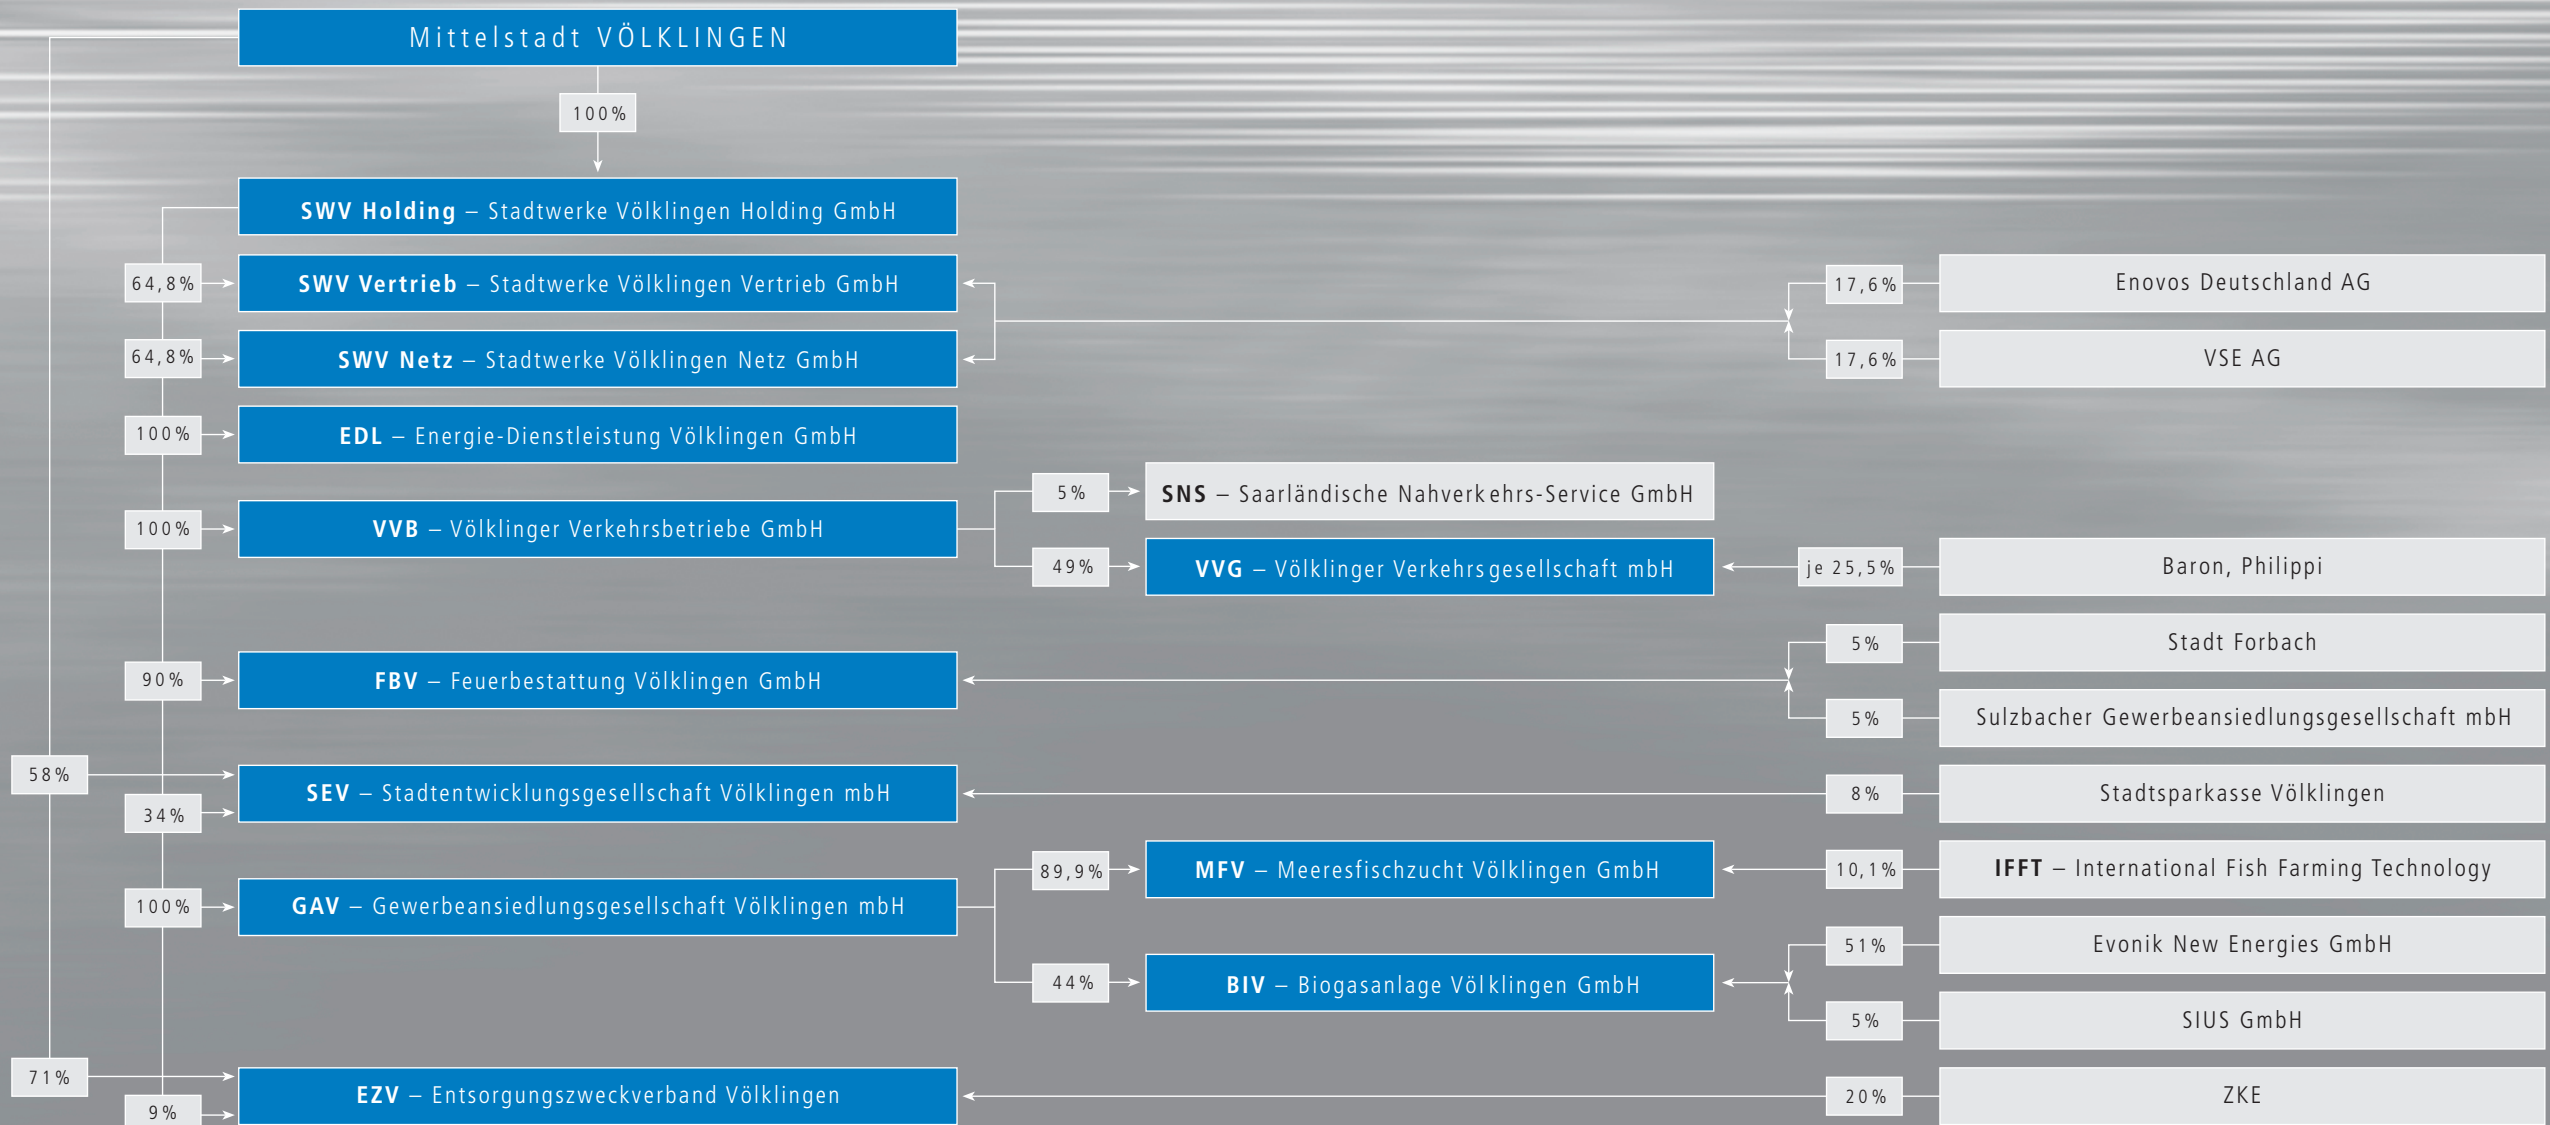 Mittelstadt VÖLKLINGEN
100%
SWV Holding – Stadtwerke Völklingen Holding GmbH
64,8%
SWV Vertrieb – Stadtwerke Völklingen Vertrieb GmbH
17,6%
Enovos Deutschland AG
64,8%
SWV Netz – Stadtwerke Völklingen Netz GmbH
17,6%
VSE AG
100%
EDL – Energie-Dienstleistung Völklingen GmbH
5%
SNS – Saarländische Nahverkehrs-Service GmbH
100%
VVB – Völklinger Verkehrsbetriebe GmbH
49%
VVG – Völklinger Verkehrsgesellschaft mbH
je 25,5%
Baron, Philippi
5%
Stadt Forbach
90%
FBV – Feuerbestattung Völklingen GmbH
5%
Sulzbacher Gewerbeansiedlungsgesellschaft mbH
58%
34%
SEV – Stadtentwicklungsgesellschaft Völklingen mbH
8%
Stadtsparkasse Völklingen
89,9%
MFV – Meeresfischzucht Völklingen GmbH
10,1%
IFFT – International Fish Farming Technology
100%
GAV – Gewerbeansiedlungsgesellschaft Völklingen mbH
51%
Evonik New Energies GmbH
44%
BIV – Biogasanlage Völklingen GmbH
5%
SIUS GmbH
71%
9%
EZV – Entsorgungszweckverband Völklingen
20%
ZKE